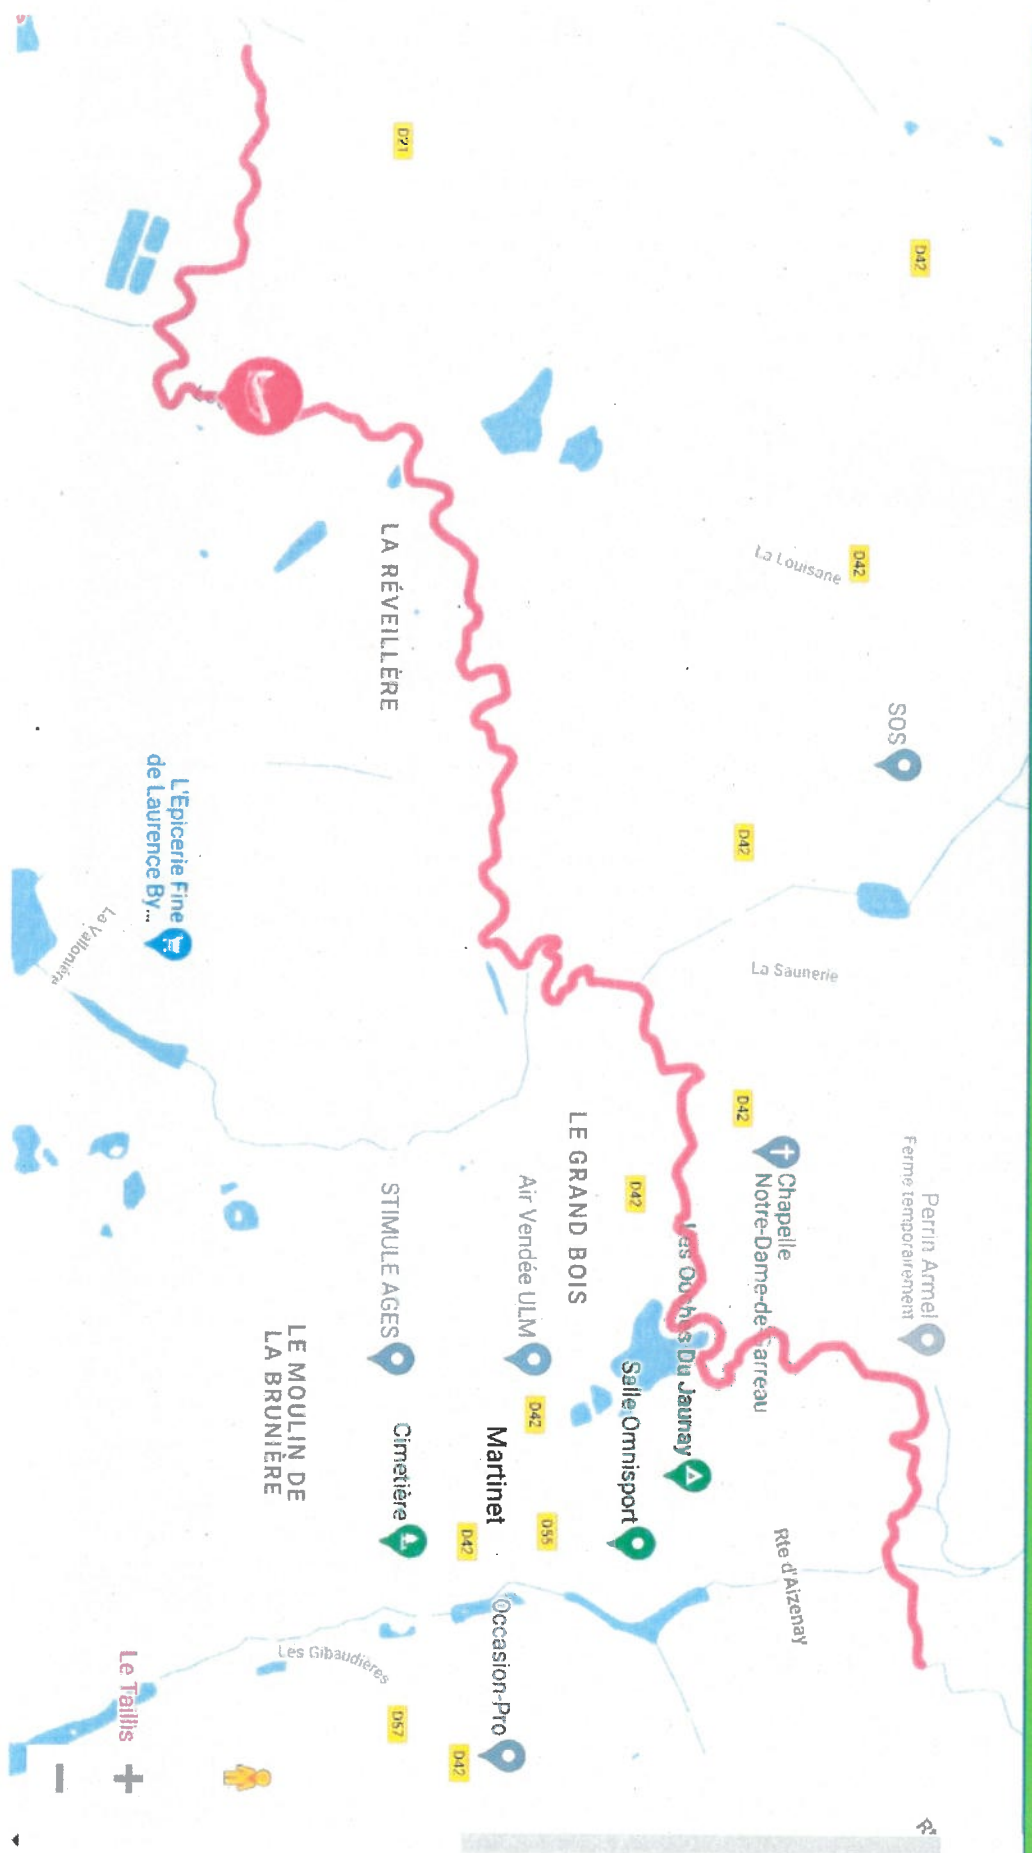 D42
Perrin Armel
Ferme temporairement
SOS
D42
La Louisane
La Saunerie
Rte d'Aizenay
Chapelle
Notre-Dame-de-Garreau
D42
D42
Les Ouches Du Jaunay
D42
Salle Omnisport
LE GRAND BOIS
D55
Air Vendée ULM
D42
Martinet
Occasion-Pro
D42
D42
D21
LA RÉVEILLÈRE
STIMULE AGES
Cimetière
D57
Les Gibaudières
LE MOULIN DE
LA BRUNIÈRE
L'Epicerie Fine
de Laurence By...
Le Taillis
La Vallonière